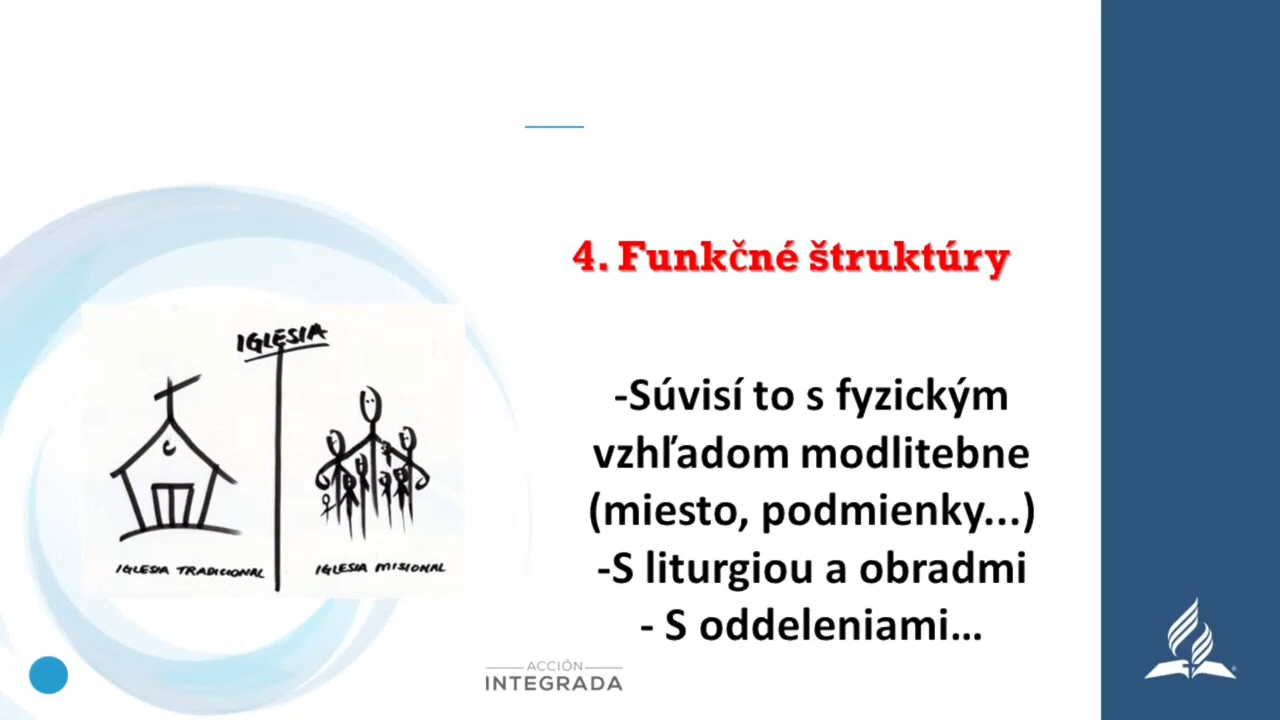 4. Funkčné štruktúry
IGLESIA
IGLESIA TRADICIONAL
IGLESIA MISIONAL
-Súvisí to s fyzickým
vzhľadom modlitebne
(miesto, podmienky...)
-S liturgiou a obradmi
- S oddeleniami...
ACCIÓN
INTEGRADA